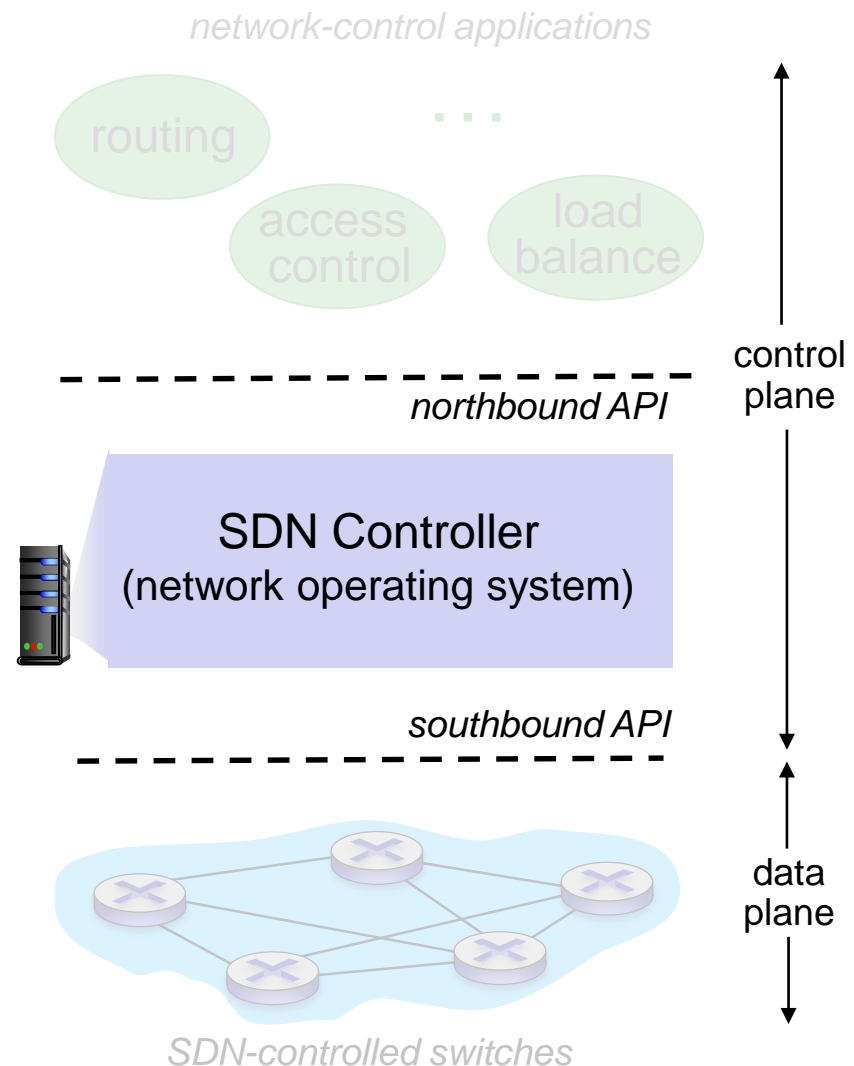 network-control applications
routing
...
access
control
load
balance
control
plane
northbound API
SDN Controller
(network operating system)
southbound API
data
plane
SDN-controlled switches